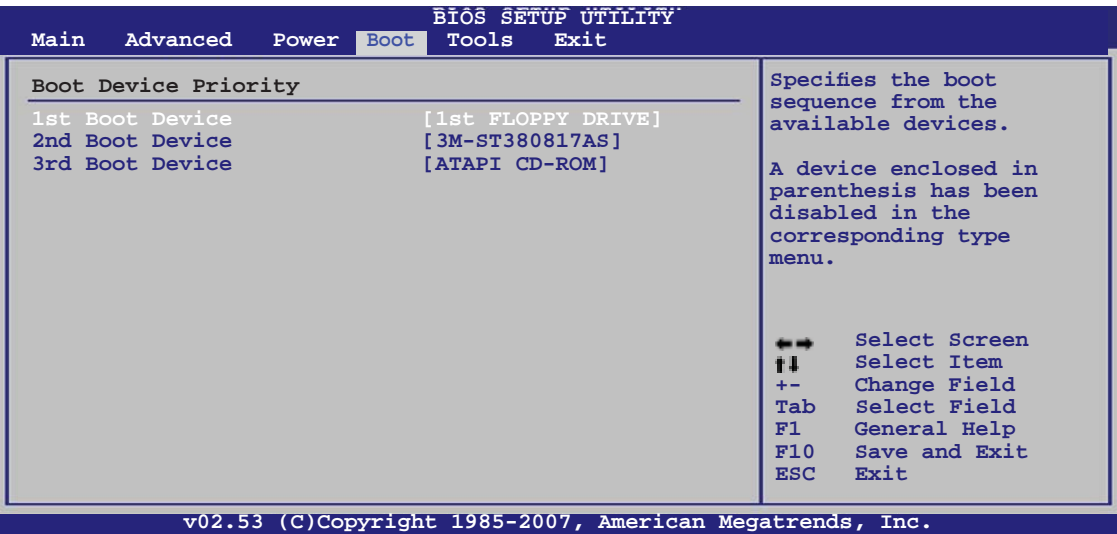 BIOS SETUP UTILITY
Main Advanced Power Boot Tools Exit
Boot Device Priority
1st Boot Device [1st FLOPPY DRIVE]
2nd Boot Device [3M-ST380817AS]
3rd Boot Device [ATAPI CD-ROM]
Specifies the boot
sequence from the
available devices.
A device enclosed in
parenthesis has been
disabled in the
corresponding type
menu.
←→ Select Screen
↑↓ Select Item
+- Change Field
Tab Select Field
F1 General Help
F10 Save and Exit
ESC Exit
v02.53 (C)Copyright 1985-2007, American Megatrends, Inc.